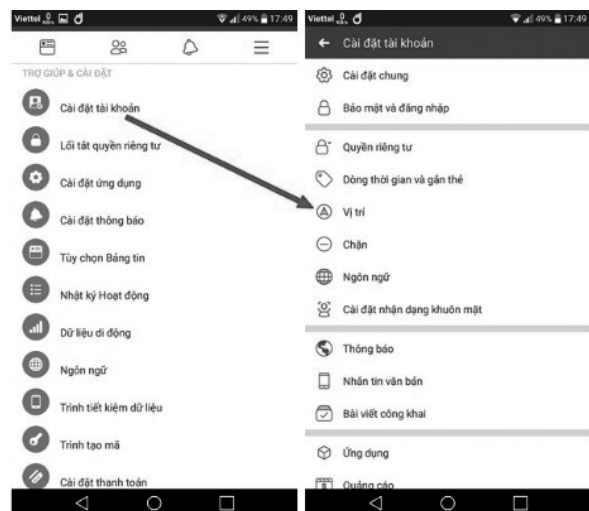 Viettel 49% 17:49
TRỢ GIÚP & CÀI ĐẶT
Cài đặt tài khoản
Lối tắt quyền riêng tư
Cài đặt ứng dụng
Cài đặt thông báo
Tùy chọn Bảng tin
Nhật ký Hoạt động
Dữ liệu di động
Ngôn ngữ
Trình tiết kiệm dữ liệu
Trình tạo mã
Cài đặt thanh toán
Viettel 49% 17:49
Cài đặt tài khoản
Cài đặt chung
Bảo mật và đăng nhập
Quyền riêng tư
Dòng thời gian và gắn thẻ
Vị trí
Chặn
Ngôn ngữ
Cài đặt nhận dạng khuôn mặt
Thông báo
Nhắn tin văn bản
Bài viết công khai
Ứng dụng
Quảng cáo